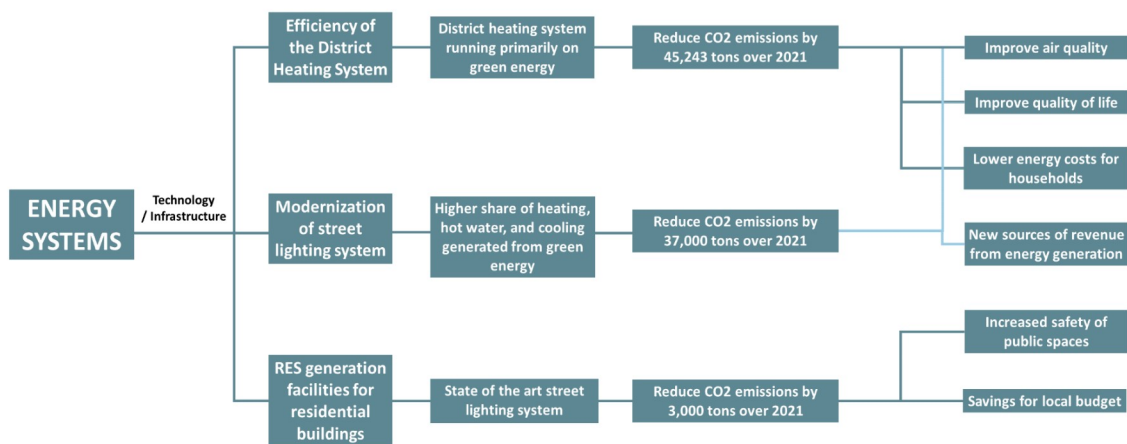 ENERGY
SYSTEMS
Technology
/ Infrastructure
Efficiency of
the District
Heating System
District heating system
running primarily on
green energy
Reduce CO2 emissions by
45,243 tons over 2021
Improve air quality
Improve quality of life
Lower energy costs for
households
Modernization
of street
lighting system
Higher share of heating,
hot water, and cooling
generated from green
energy
Reduce CO2 emissions by
37,000 tons over 2021
New sources of revenue
from energy generation
RES generation
facilities for
residential
buildings
State of the art street
lighting system
Reduce CO2 emissions by
3,000 tons over 2021
Increased safety of
public spaces
Savings for local budget